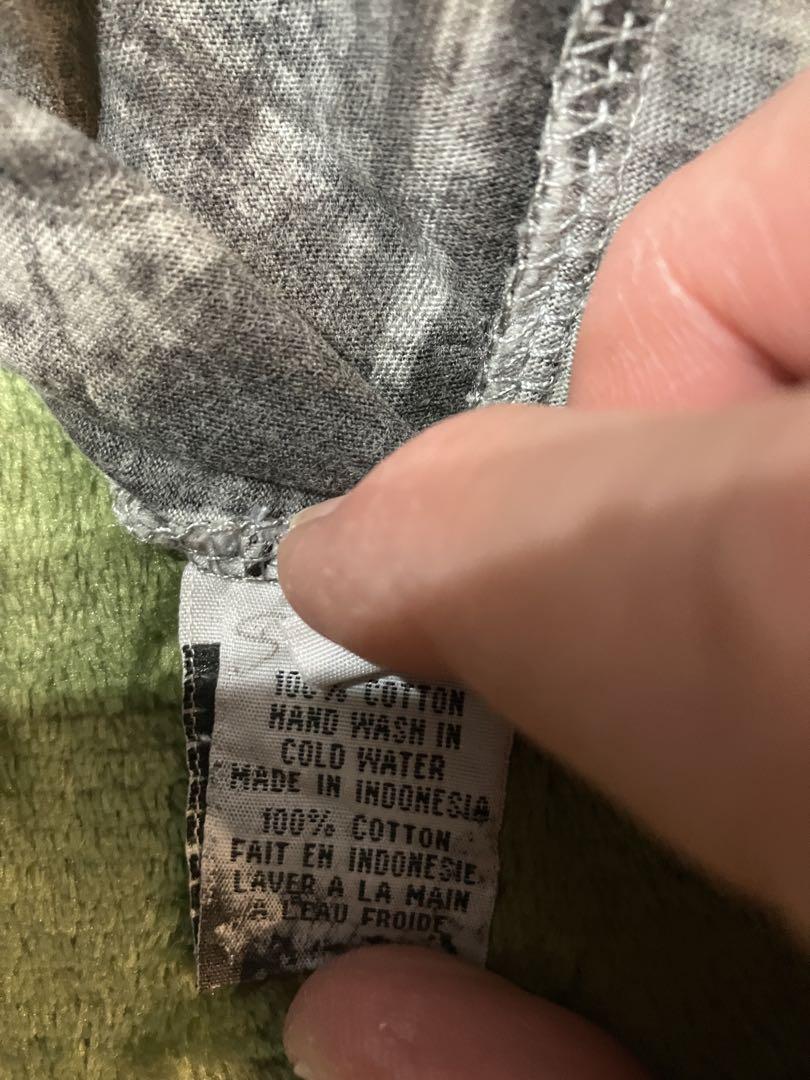 100% COTTON
HAND WASH IN
COLD WATER
MADE IN INDONESIA
100% COTTON
FAIT EN INDONESIE
LAVER A LA MAIN
A L'EAU FROIDE